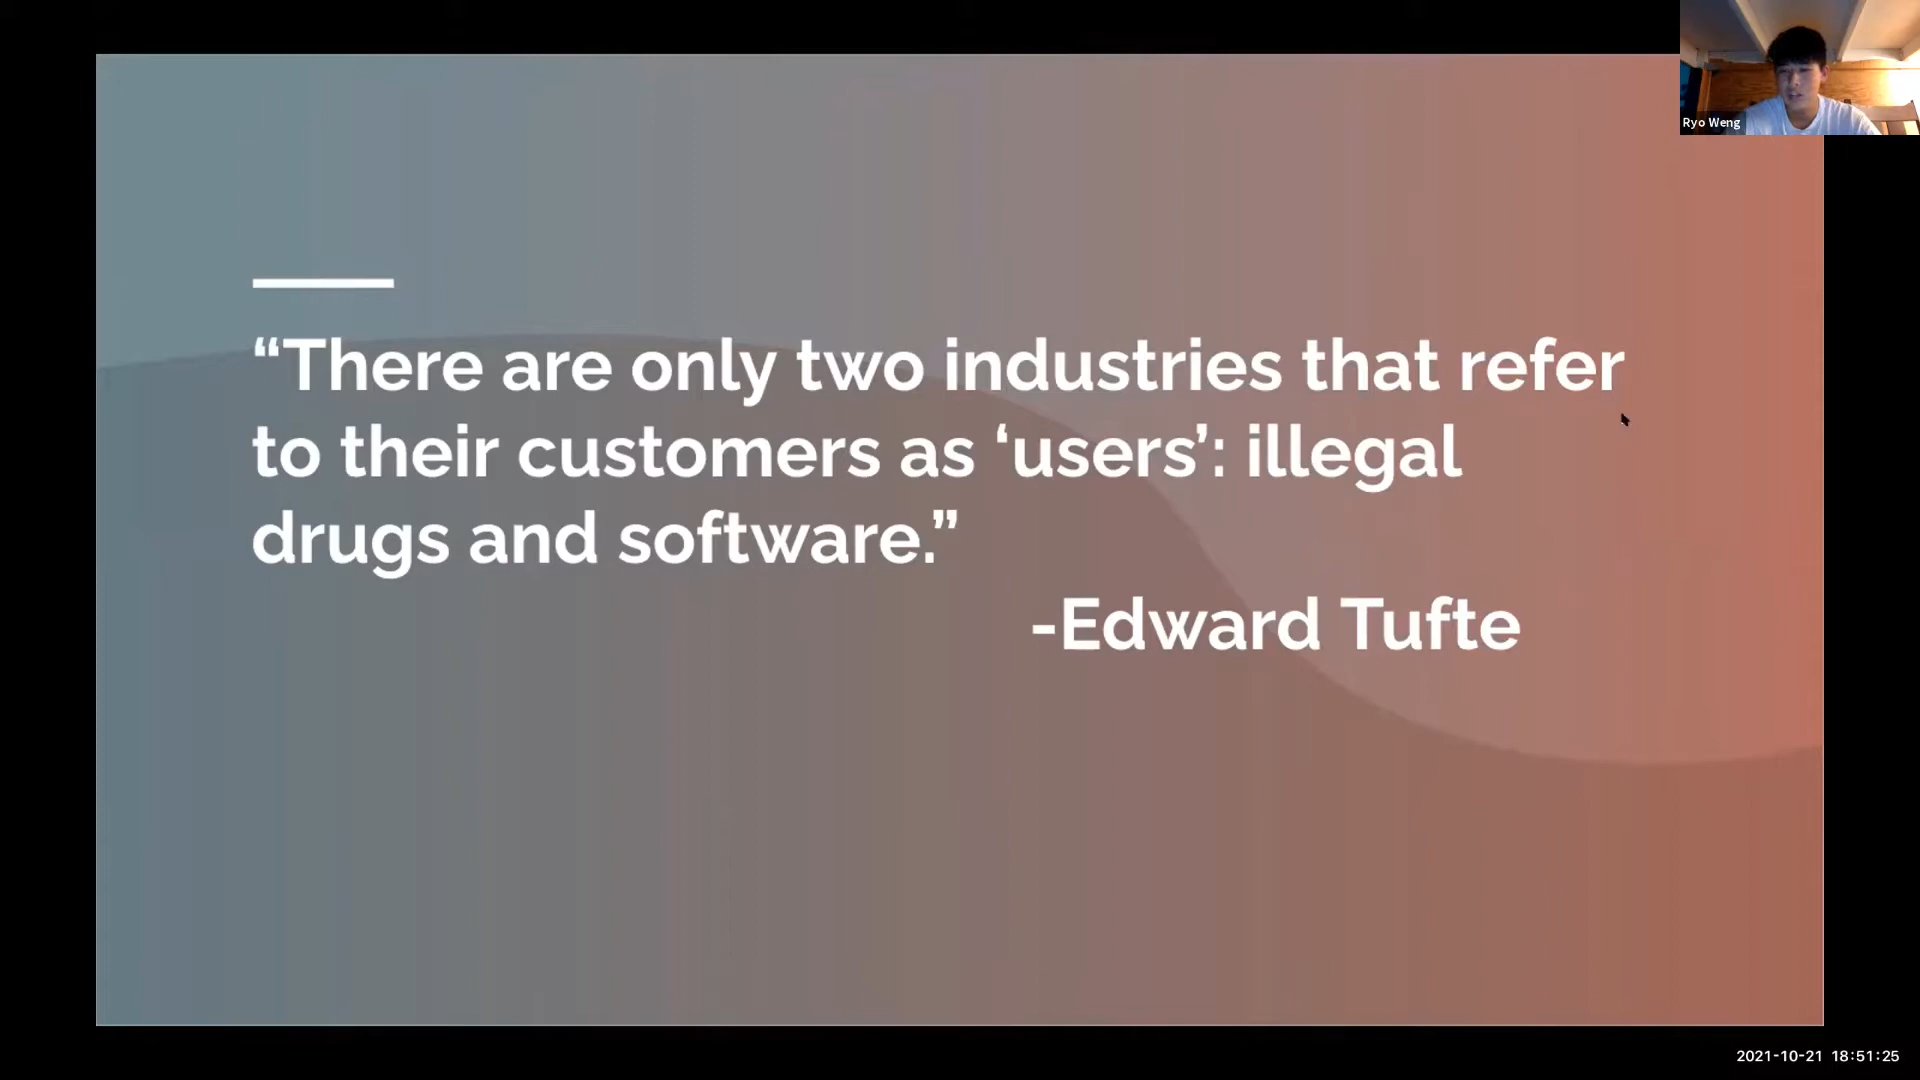 Ryo Weng
“There are only two industries that refer
to their customers as ‘users’: illegal
drugs and software.”
-Edward Tufte
2021-10-21 18:51:25